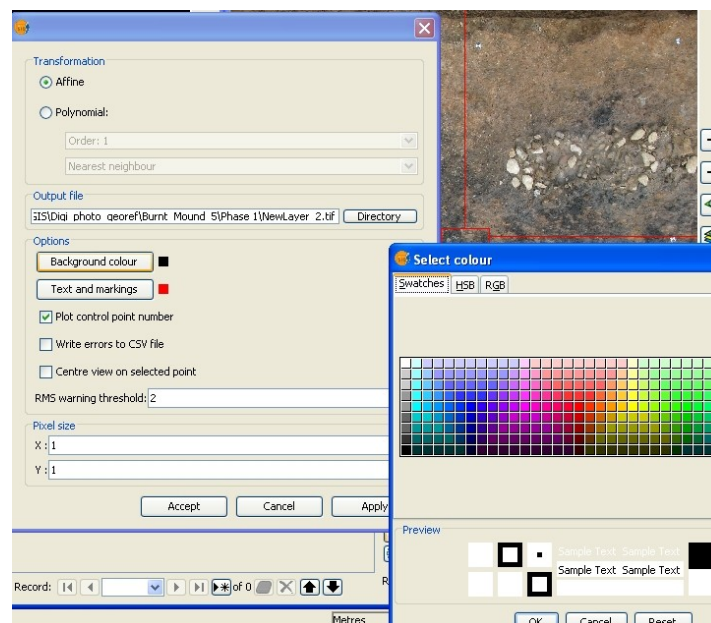 Transformation
Affine
Polynomial:
Order: 1
Nearest neighbour
Output file
GIS\Digi_photo_georef\Burnt_Mound_5\Phase 1\NewLayer_2.tif
Directory
Options
Background colour
Text and markings
Plot control point number
Write errors to CSV file
Centre view on selected point
RMS warning threshold: 2
Pixel size
X : 1
Y : 1
Accept Cancel Apply
Select colour
Swatches HSB RGB
Preview
Sample Text Sample Text
Sample Text Sample Text
OK Cancel Reset
Record: of 0
R
Metres